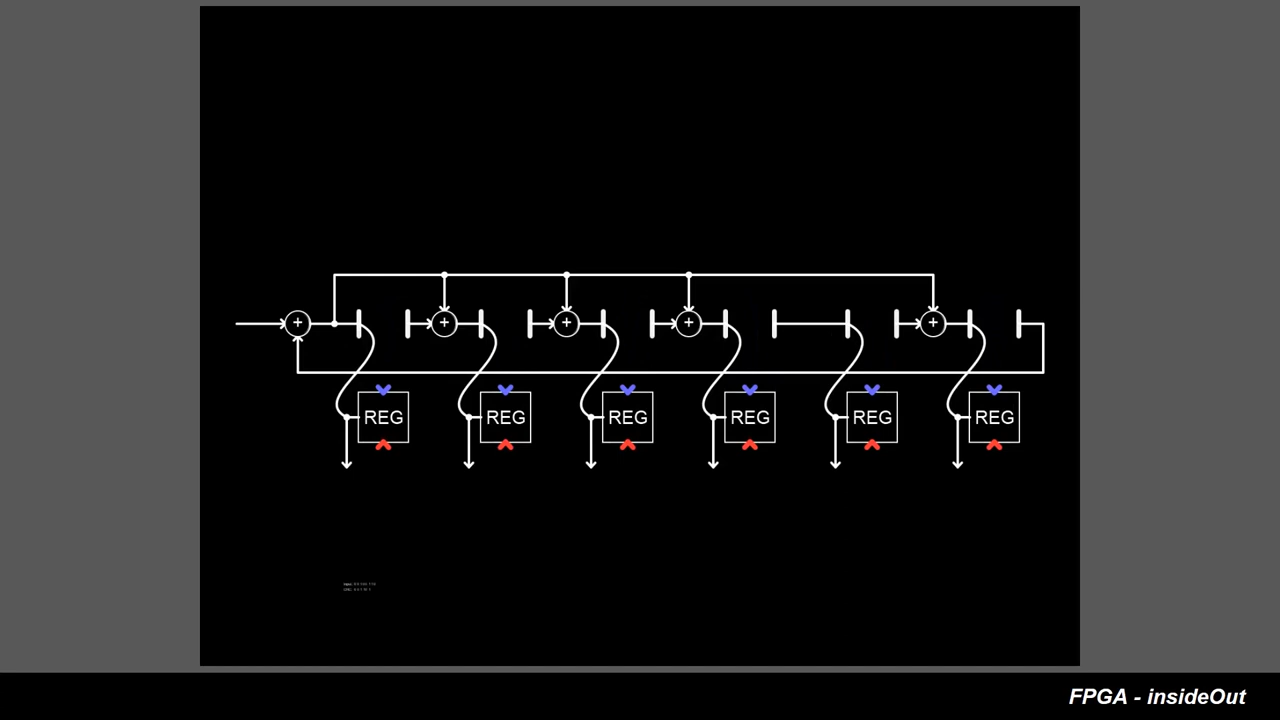 + + + + +
REG REG REG REG REG REG
FPGA - insideOut